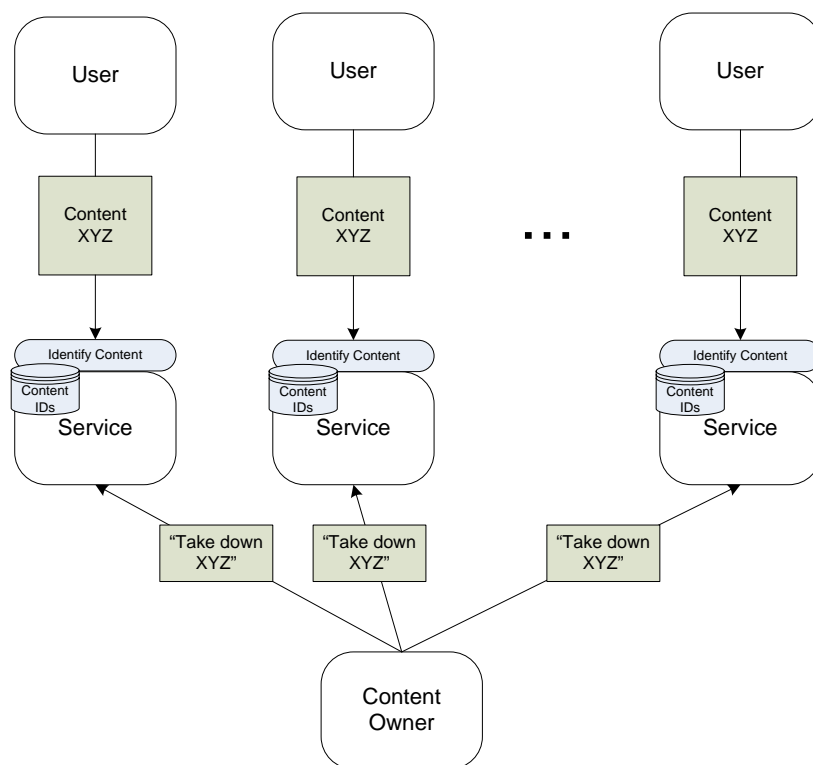 User
User
User
Content
XYZ
Content
XYZ
...
Content
XYZ
Identify Content
Identify Content
Identify Content
Content
IDs
Content
IDs
Content
IDs
Service
Service
Service
“Take down
XYZ”
“Take down
XYZ”
“Take down
XYZ”
Content
Owner